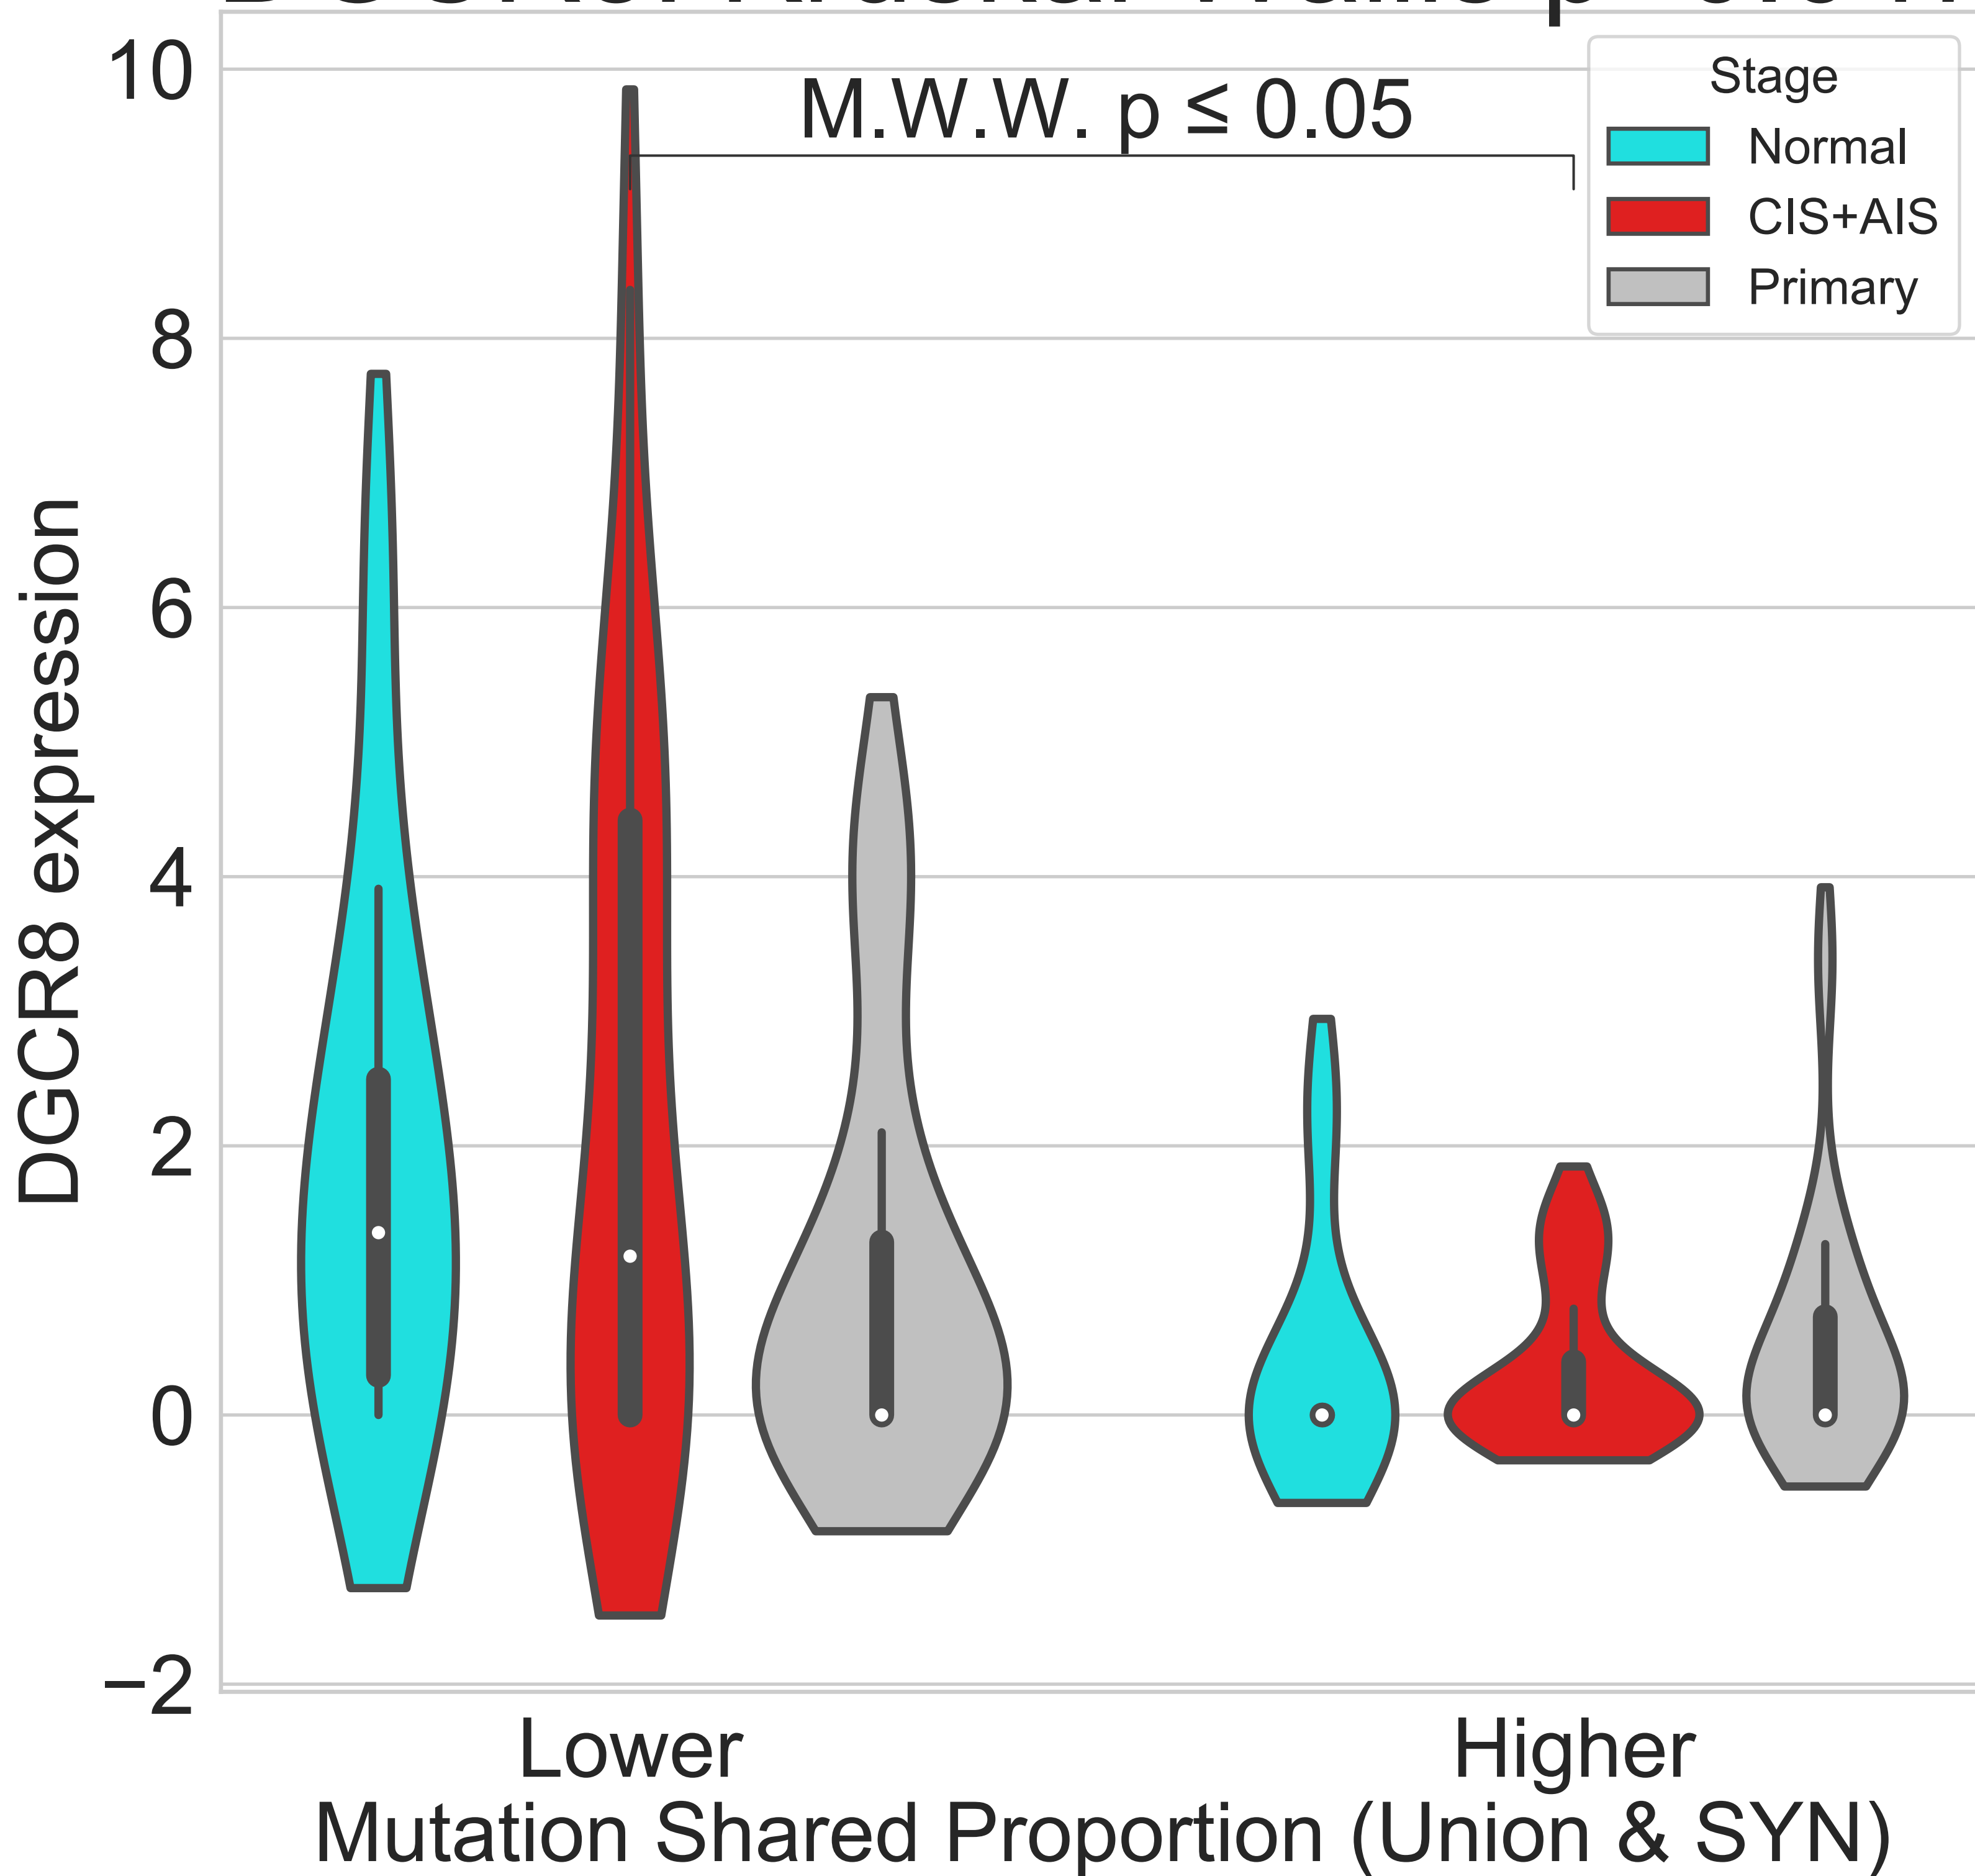 M.W.W. p ≤ 0.05
Stage
Normal
CIS+AIS
Primary
10
8
6
4
2
0
−2
DGCR8 expression
Lower
Higher
Mutation Shared Proportion (Union & SYN)